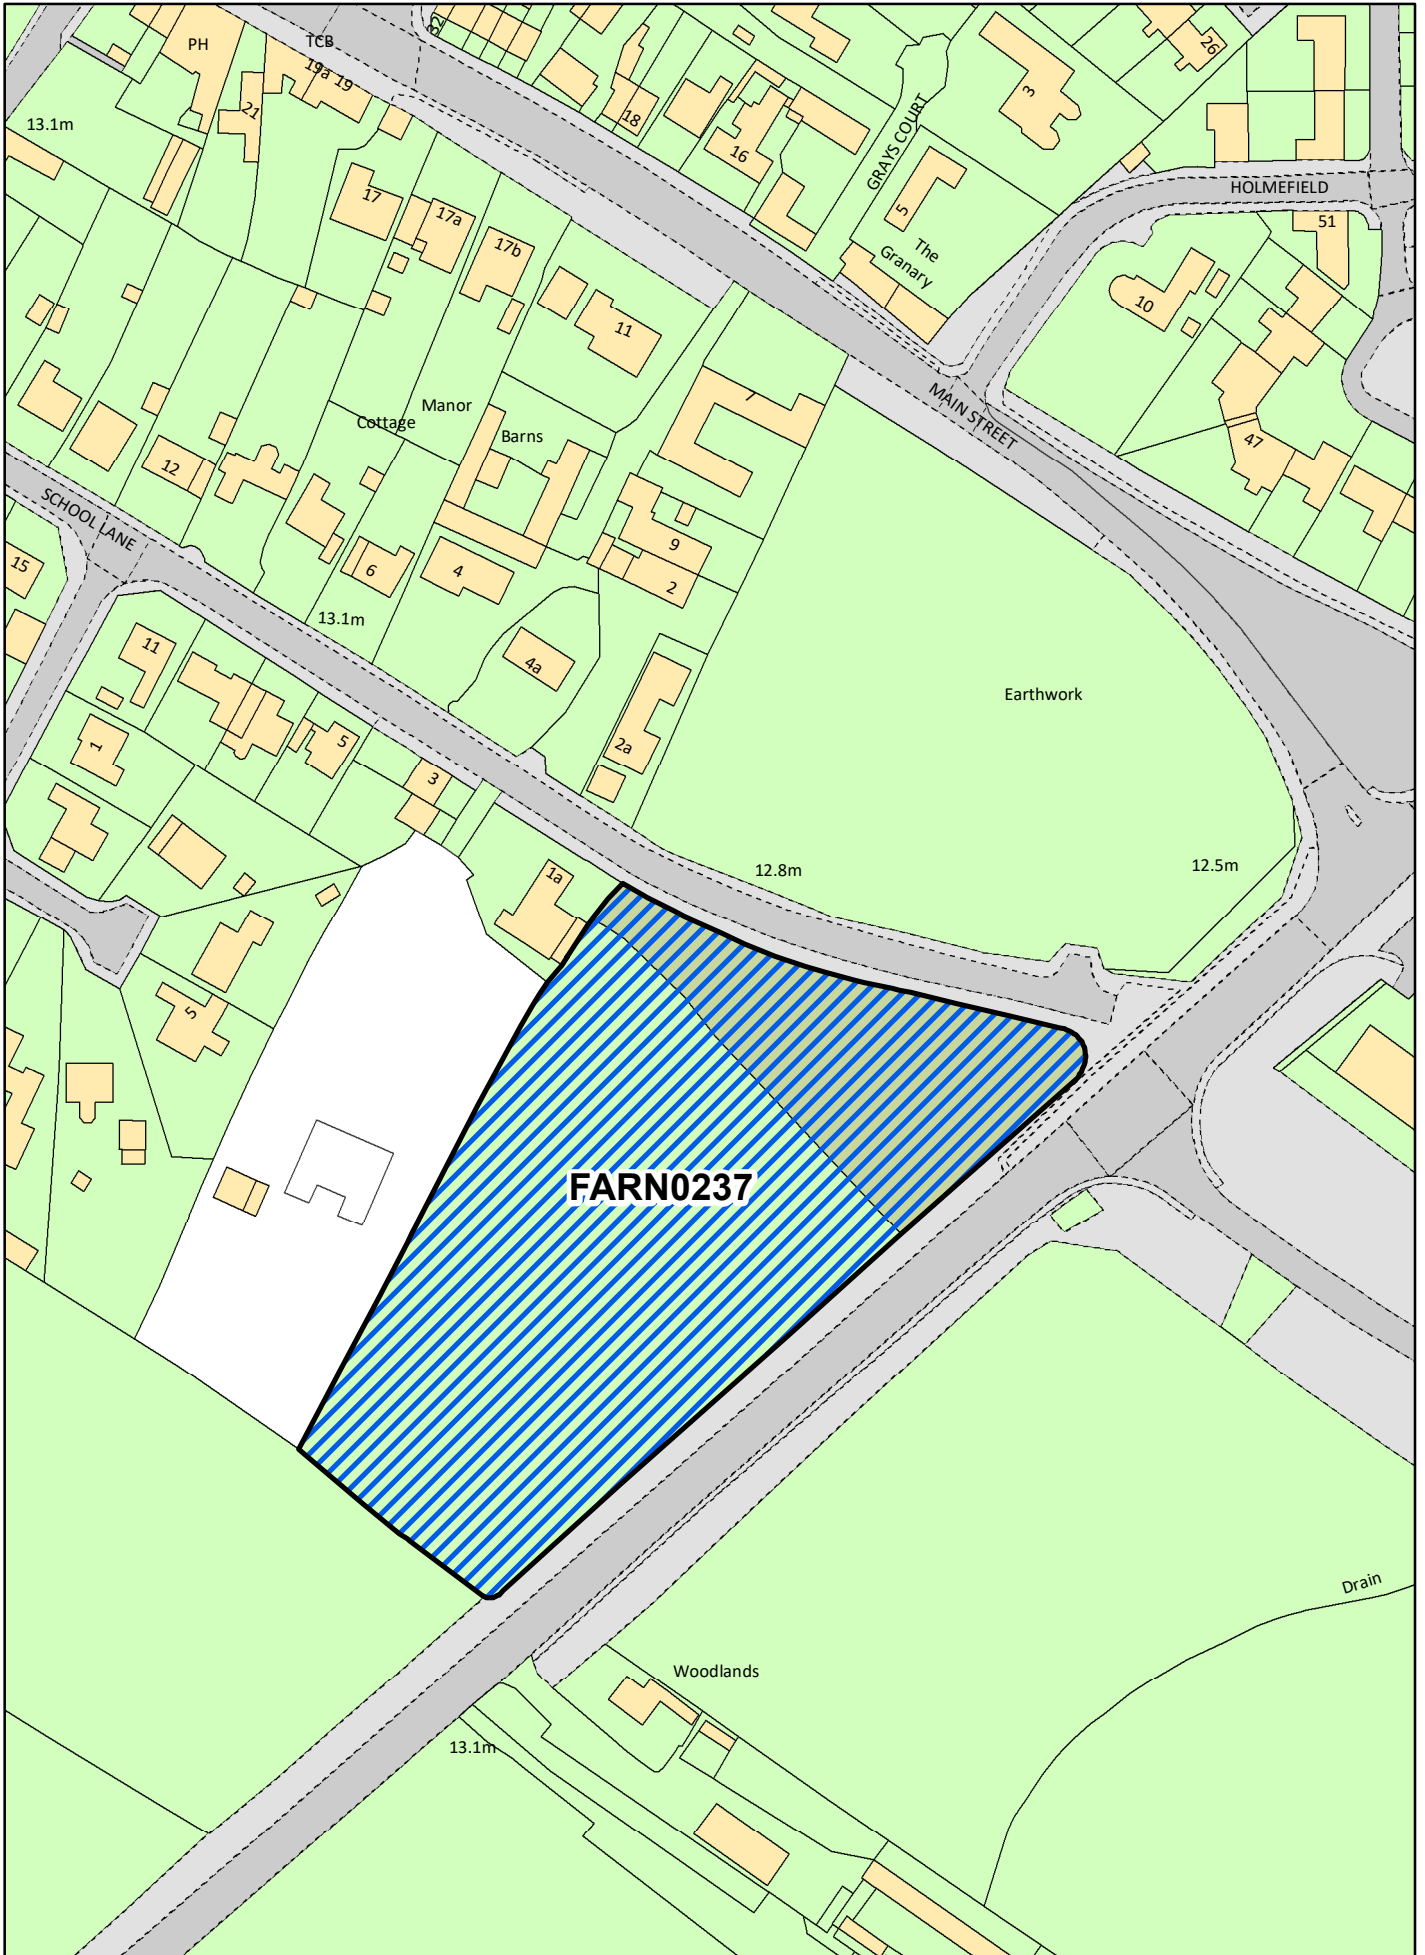 PH
TCB
32
26
19a 19
21
13.1m
18
16
3
GRAYS COURT
HOLMEFIELD
17
17a
5
51
17b
The
Granary
10
11
MAIN STREET
7
Manor
Cottage
Barns
47
12
SCHOOL LANE
9
15
6
4
2
13.1m
11
4a
Earthwork
2a
5
1
3
12.8m
12.5m
1a
5
FARN0237
Drain
Woodlands
13.1m